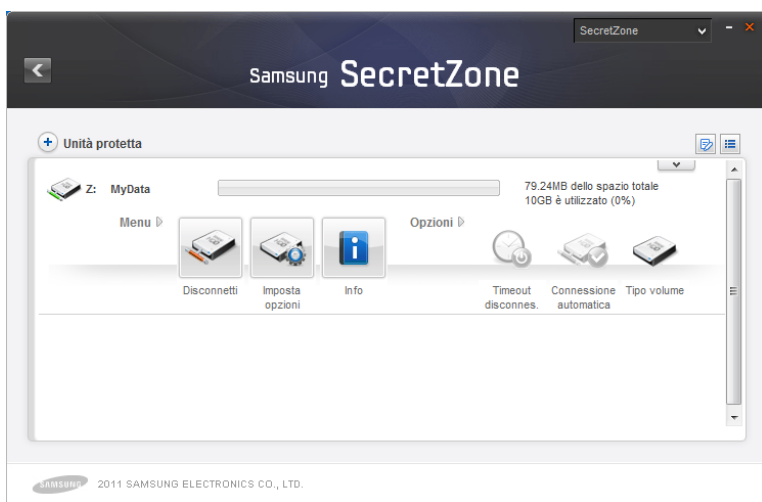 SecretZone
Samsung SecretZone
Unità protetta
Z: MyData
79.24MB dello spazio totale
10GB è utilizzato (0%)
Menu
Opzioni
Disconnetti
Imposta
opzioni
Info
Timeout
disconnes.
Connessione
automatica
Tipo volume
SAMSUNG
2011 SAMSUNG ELECTRONICS CO., LTD.